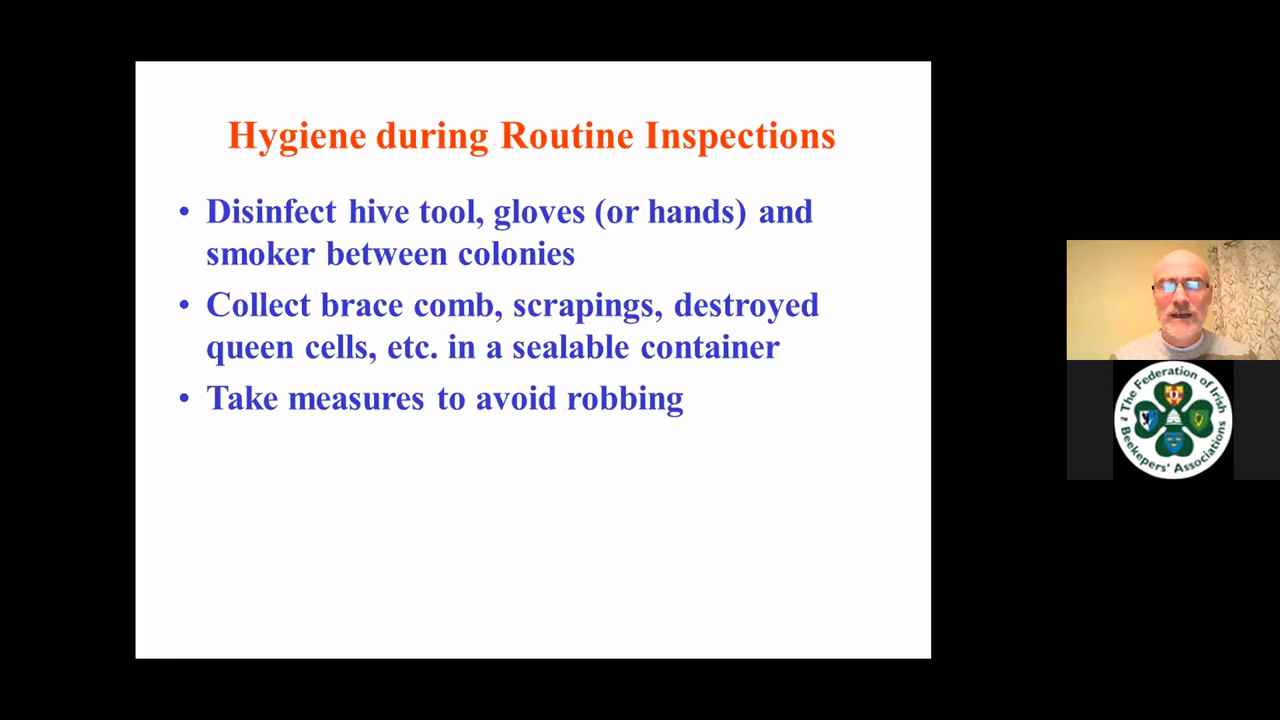 Hygiene during Routine Inspections
• Disinfect hive tool, gloves (or hands) and
smoker between colonies
• Collect brace comb, scrapings, destroyed
queen cells, etc. in a sealable container
• Take measures to avoid robbing
The Federation of Irish
Beekepers' Associations